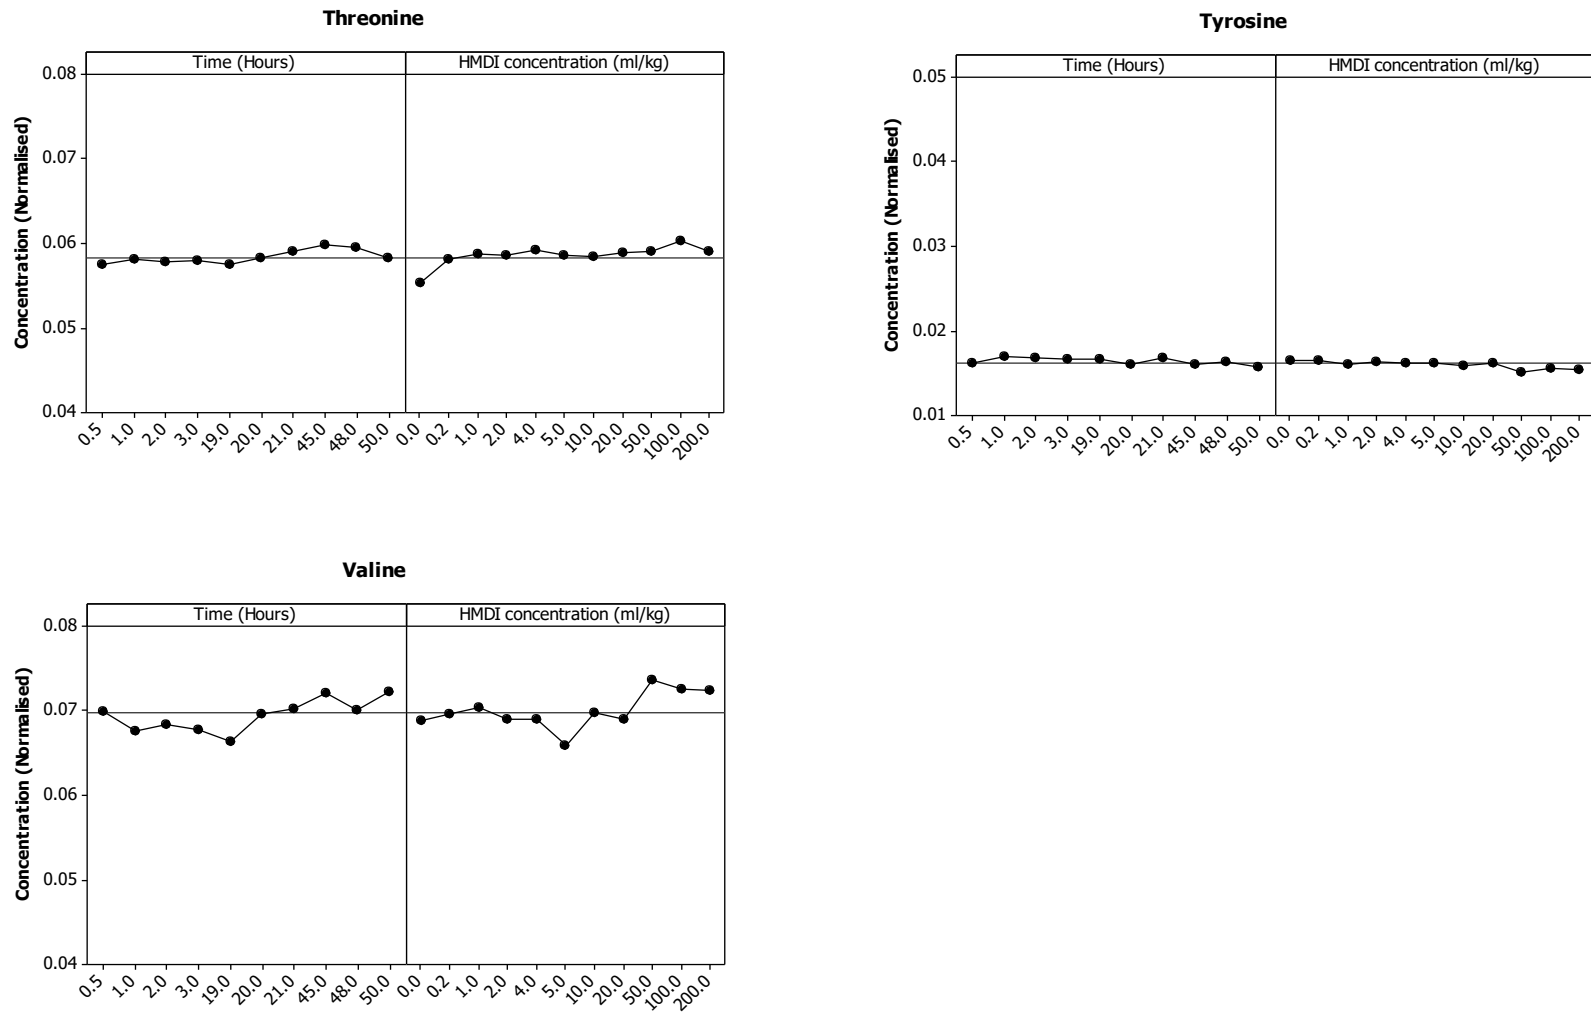 Threonine
Time (Hours) HMDI concentration (ml/kg)
Concentration (Normalised)
0.08
0.07
0.06
0.05
0.04
0.5 1.0 2.0 3.0 19.0 20.0 21.0 45.0 48.0 50.0 0.0 0.2 1.0 2.0 4.0 5.0 10.0 20.0 50.0 100.0 200.0
Tyrosine
Time (Hours) HMDI concentration (ml/kg)
Concentration (Normalised)
0.05
0.04
0.03
0.02
0.01
0.5 1.0 2.0 3.0 19.0 20.0 21.0 45.0 48.0 50.0 0.0 0.2 1.0 2.0 4.0 5.0 10.0 20.0 50.0 100.0 200.0
Valine
Time (Hours) HMDI concentration (ml/kg)
Concentration (Normalised)
0.08
0.07
0.06
0.05
0.04
0.5 1.0 2.0 3.0 19.0 20.0 21.0 45.0 48.0 50.0 0.0 0.2 1.0 2.0 4.0 5.0 10.0 20.0 50.0 100.0 200.0